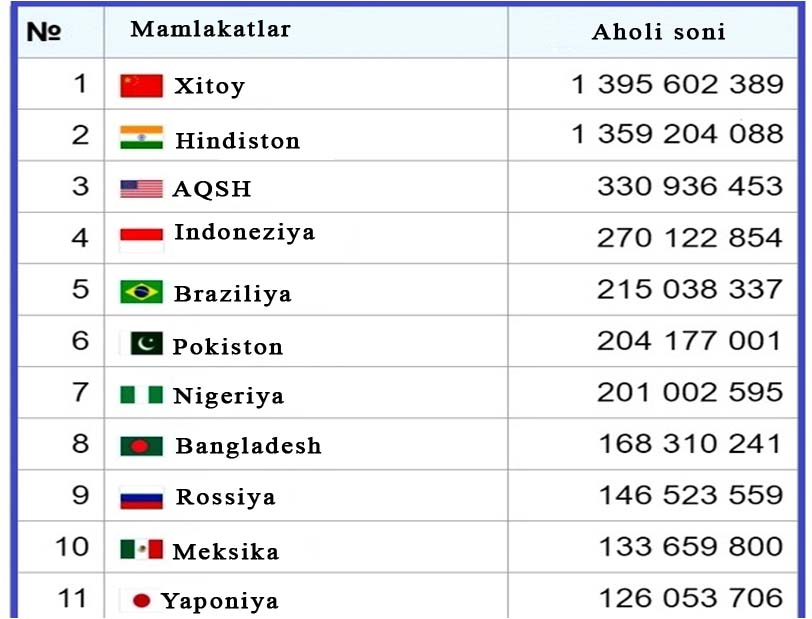 № Mamlakatlar Aholi soni
1 Xitoy 1 395 602 389
2 Hindiston 1 359 204 088
3 AQSH 330 936 453
4 Indoneziya 270 122 854
5 Braziliya 215 038 337
6 Pokiston 204 177 001
7 Nigeriya 201 002 595
8 Bangladesh 168 310 241
9 Rossiya 146 523 559
10 Meksika 133 659 800
11 Yaponiya 126 053 706